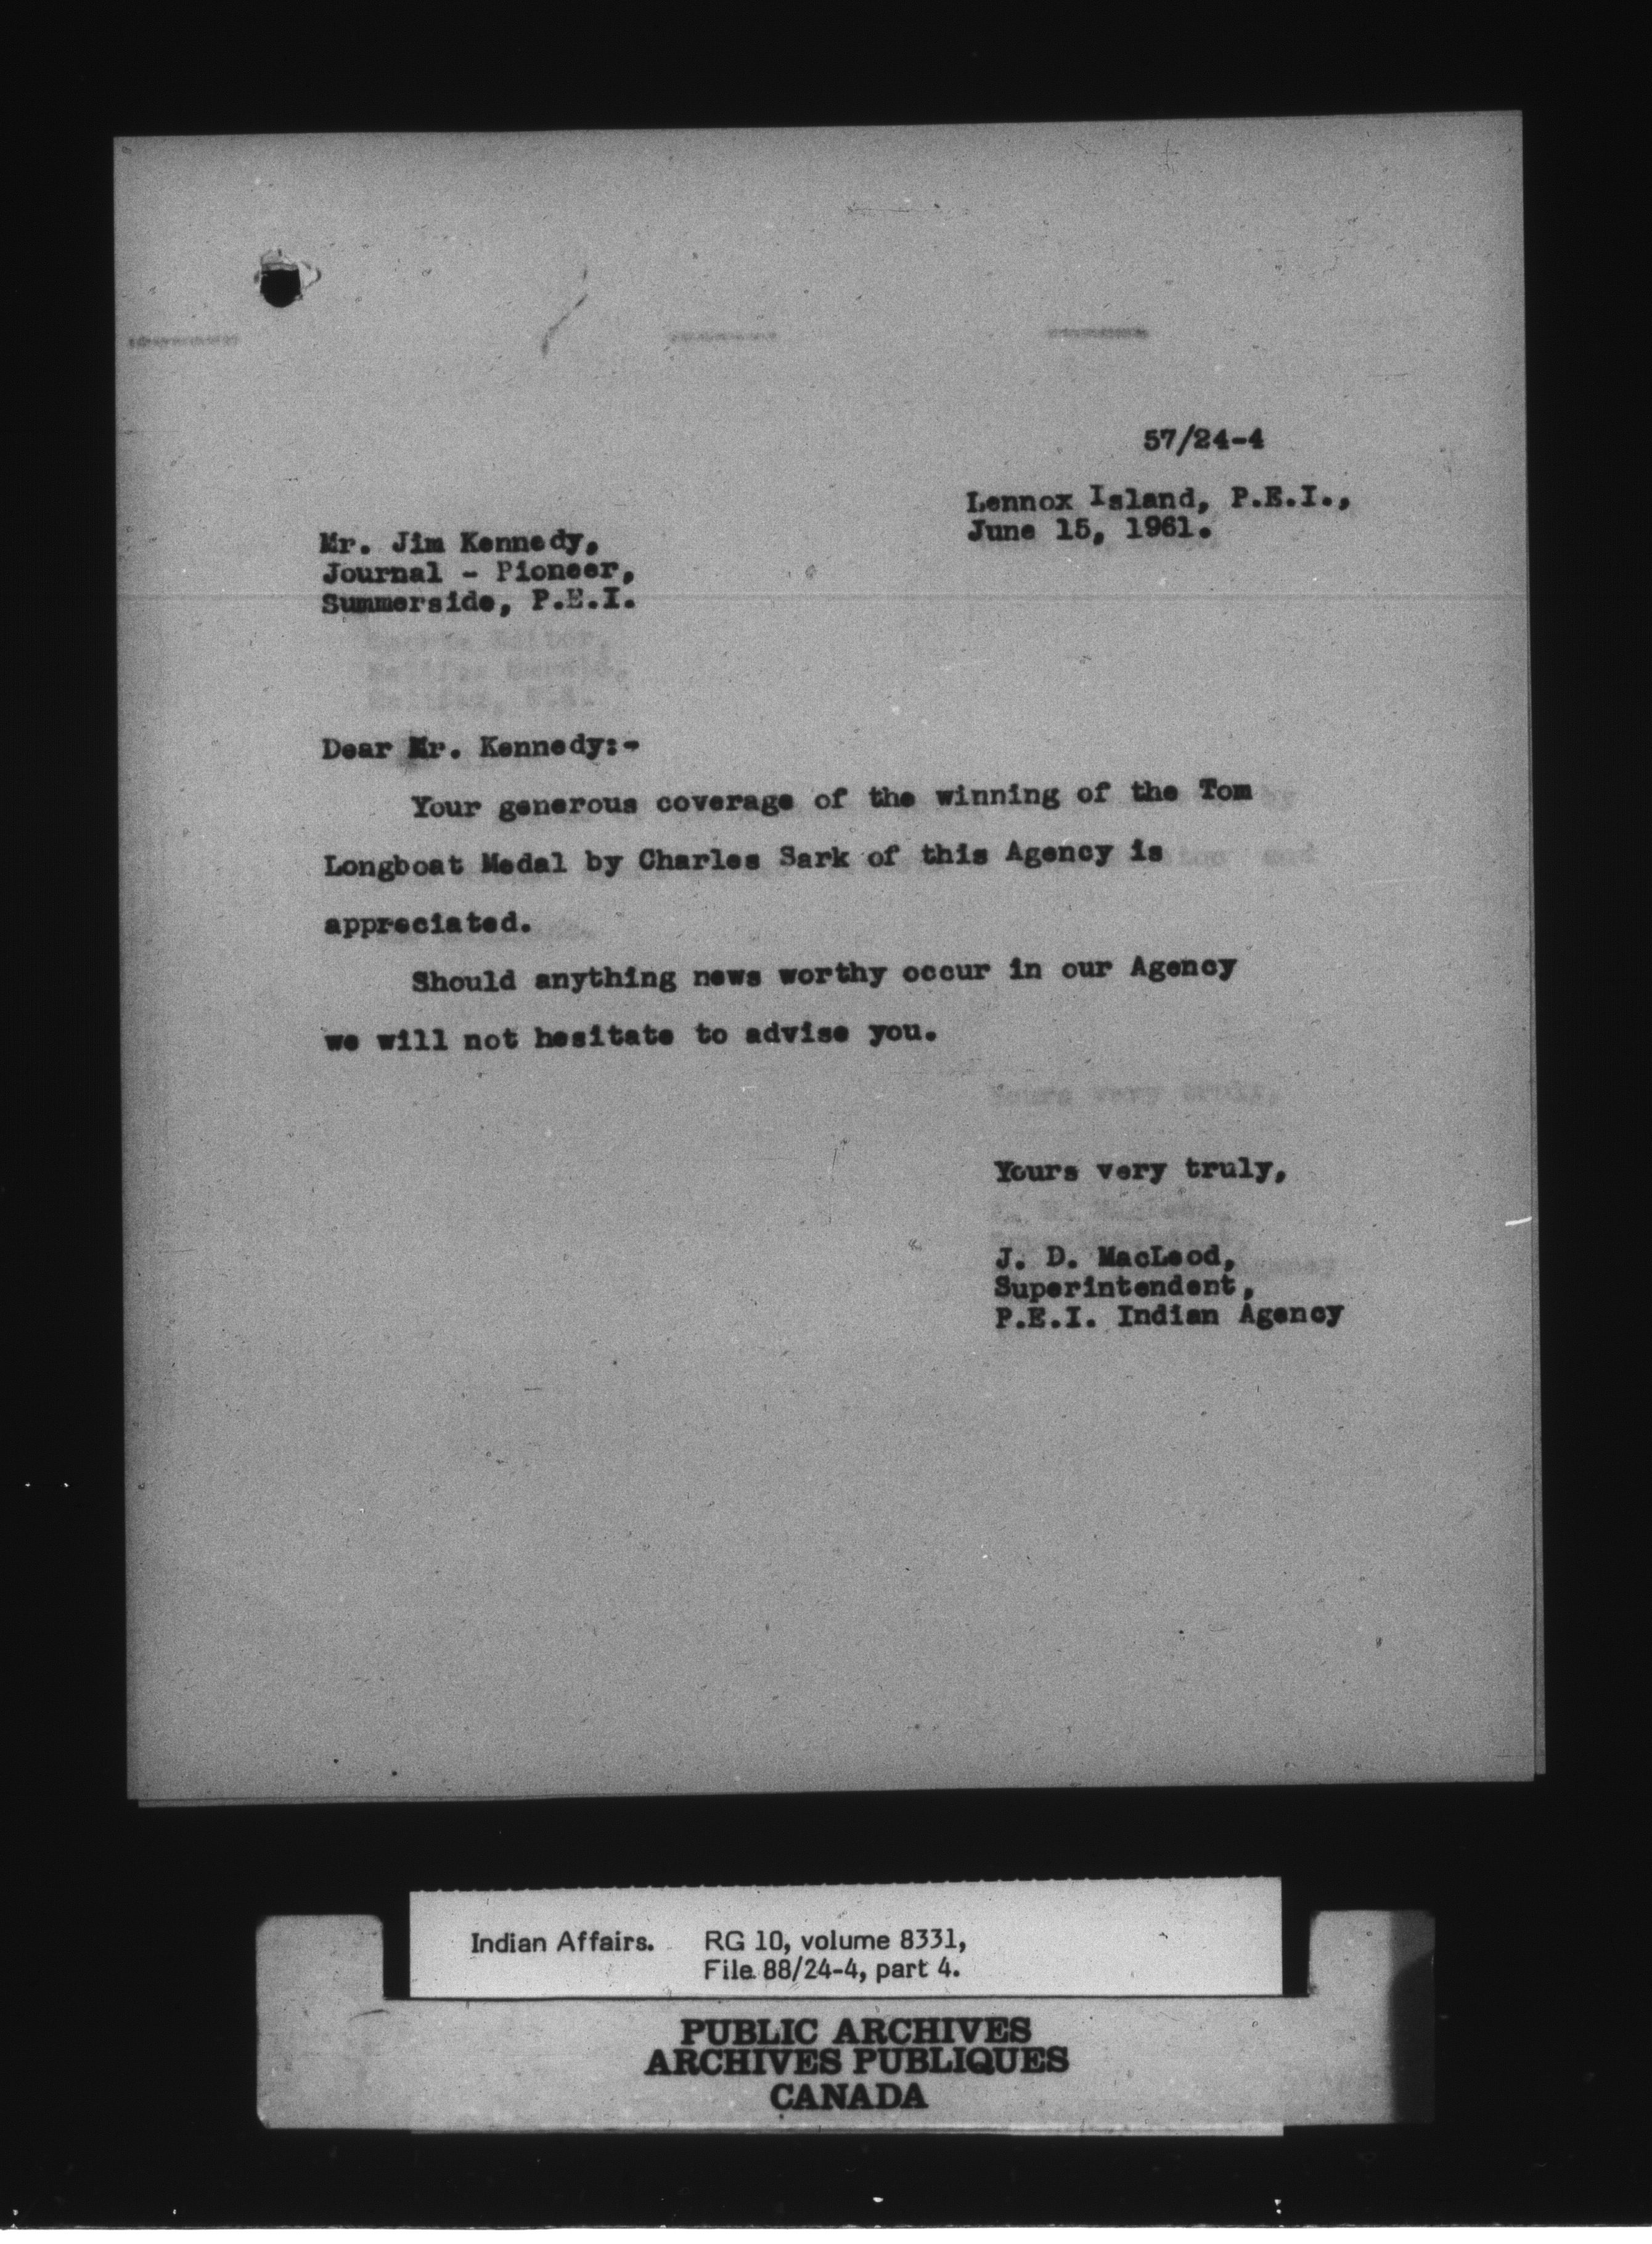 57/24-4
Lennox Island, P.E.I.,
June 15, 1961.
Mr. Jim Kennedy,
Journal - Pioneer,
Summerside, P.E.I.
Dear Mr. Kennedy:-
Your generous coverage of the winning of the Tom
Longboat Medal by Charles Sark of this Agency is
appreciated.
Should anything news worthy occur in our Agency
we will not hesitate to advise you.
Yours very truly,
J. D. MacLeod,
Superintendent,
P.E.I. Indian Agency
Indian Affairs. RG 10, volume 8331,
File 88/24-4, part 4.
PUBLIC ARCHIVES
ARCHIVES PUBLIQUES
CANADA